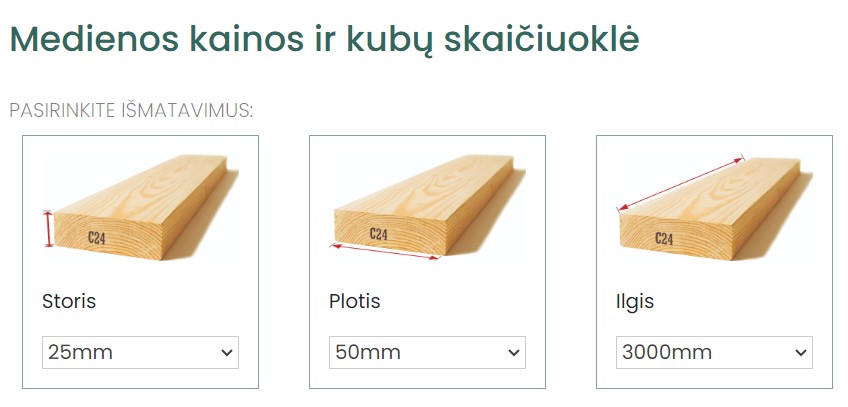 Medienos kainos ir kubų skaičiuoklė
PASIRINKITE IŠMATAVIMUS:
C24 C24 C24
Storis Plotis Ilgis
25mm 50mm 3000mm